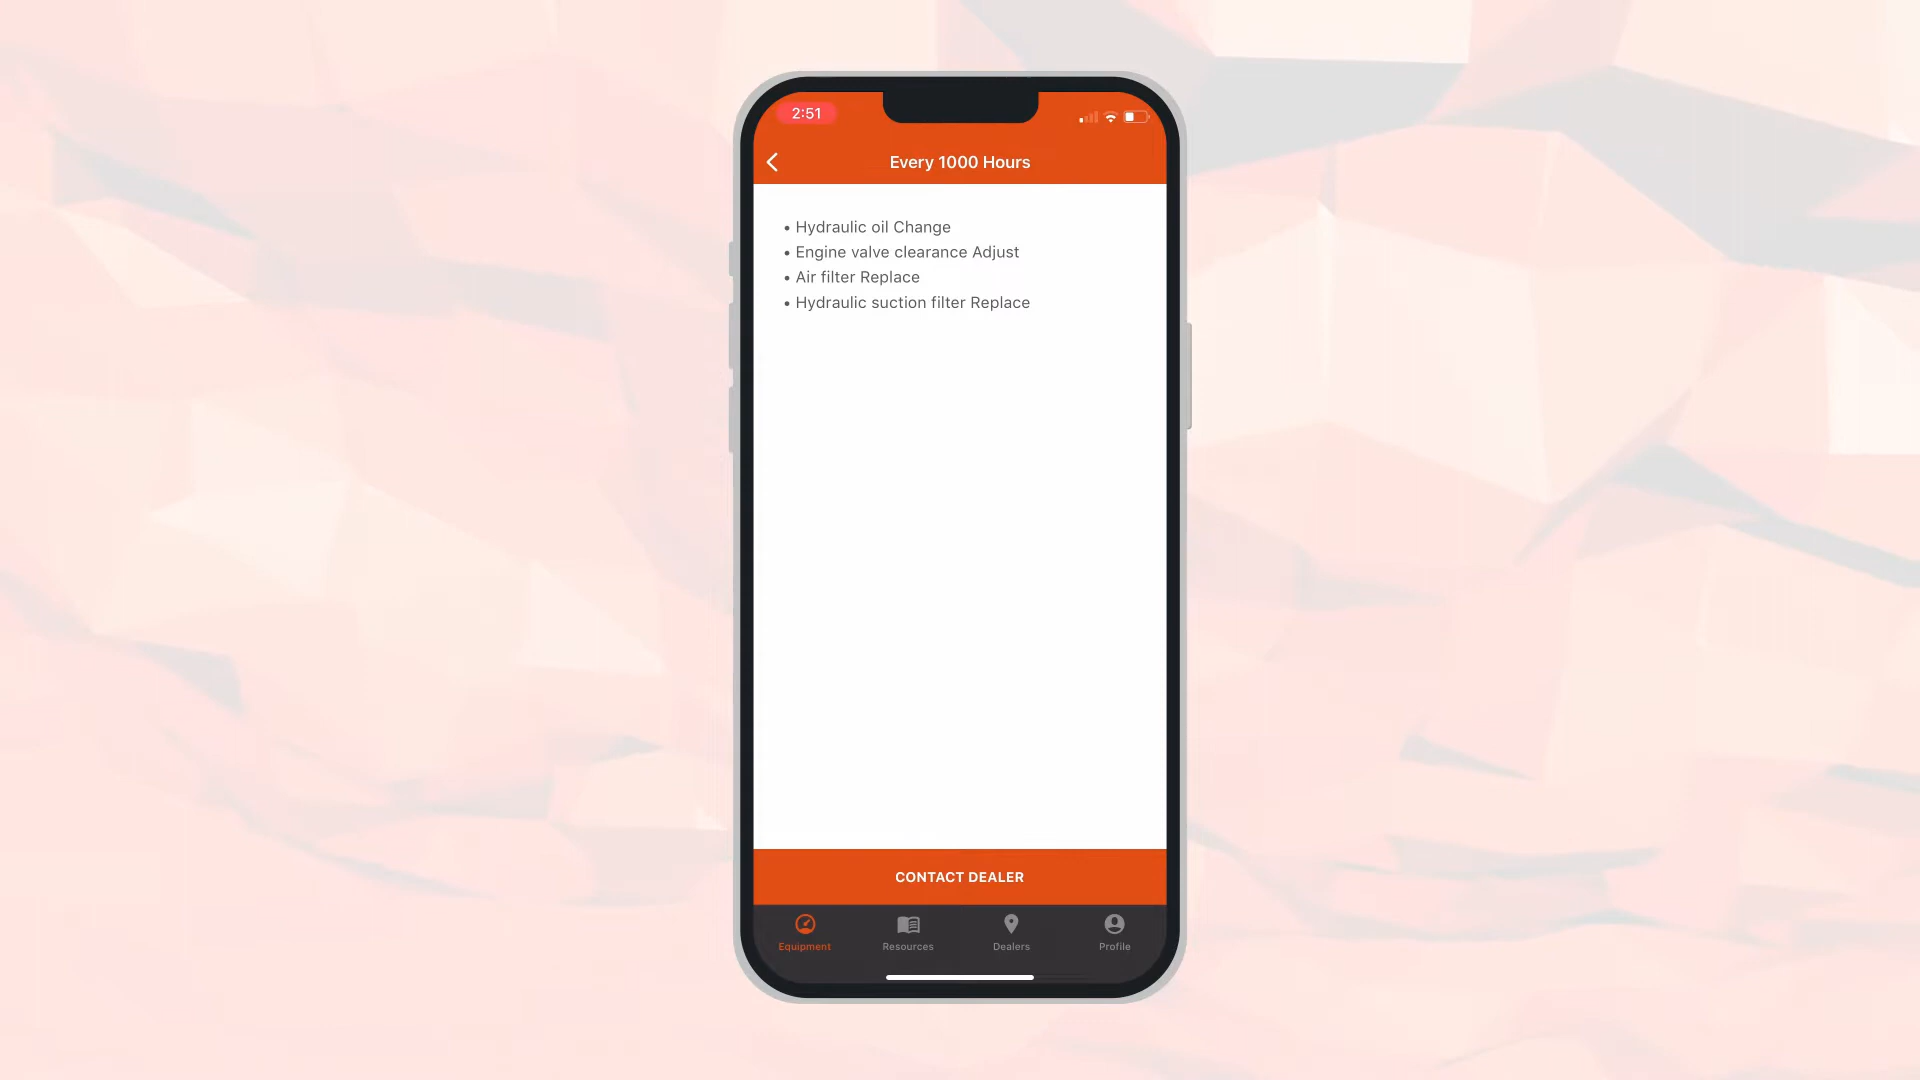 2:51
Every 1000 Hours
• Hydraulic oil Change
• Engine valve clearance Adjust
• Air filter Replace
• Hydraulic suction filter Replace
CONTACT DEALER
Equipment
Resources
Dealers
Profile